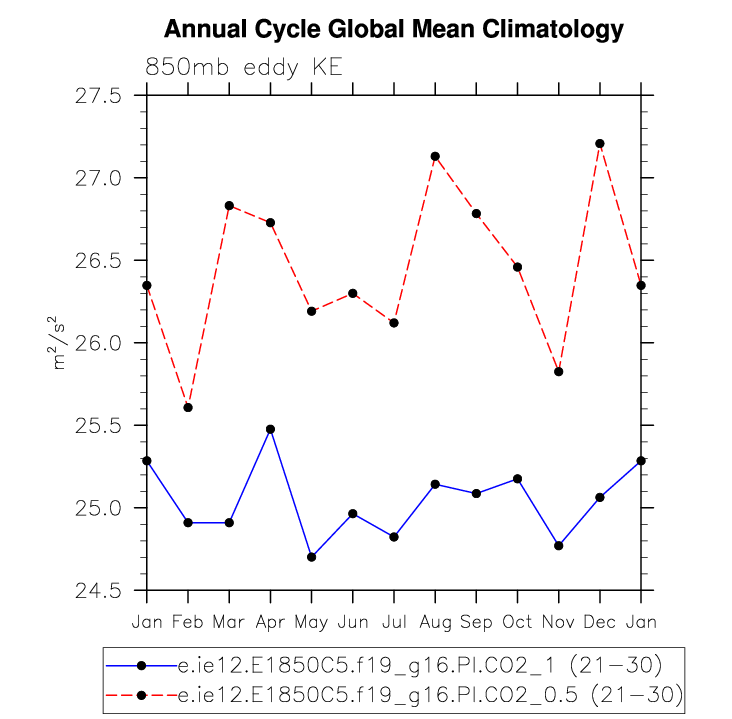 Annual Cycle Global Mean Climatology
850mb eddy KE
27.5
27.0
26.5
26.0
25.5
25.0
24.5
m²/s²
Jan Feb Mar Apr May Jun Jul Aug Sep Oct Nov Dec Jan
e.ie12.E1850C5.f19_g16.PI.CO2_1 (21-30)
e.ie12.E1850C5.f19_g16.PI.CO2_0.5 (21-30)